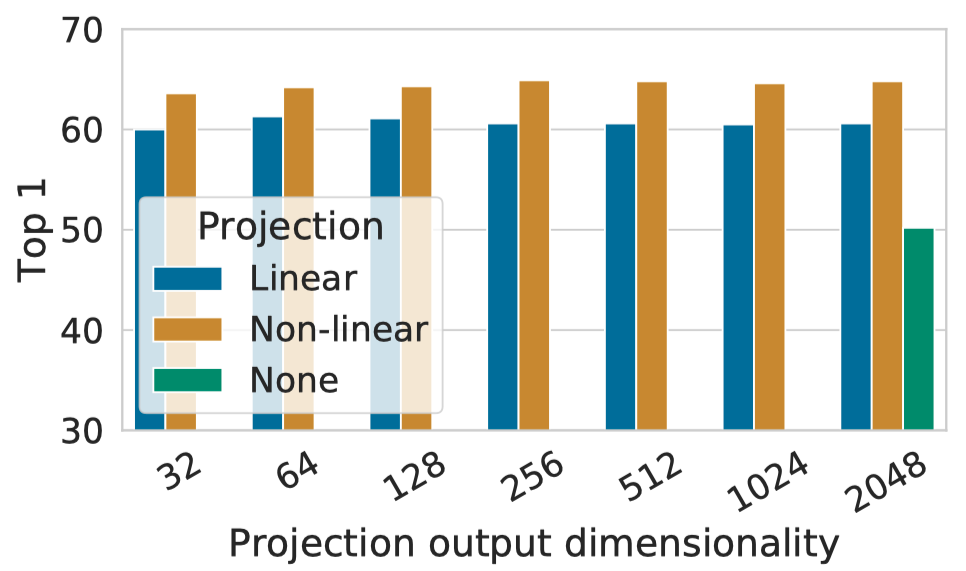 70
60
50
40
30
Top 1
Projection
Linear
Non-linear
None
32
64
128
256
512
1024
2048
Projection output dimensionality